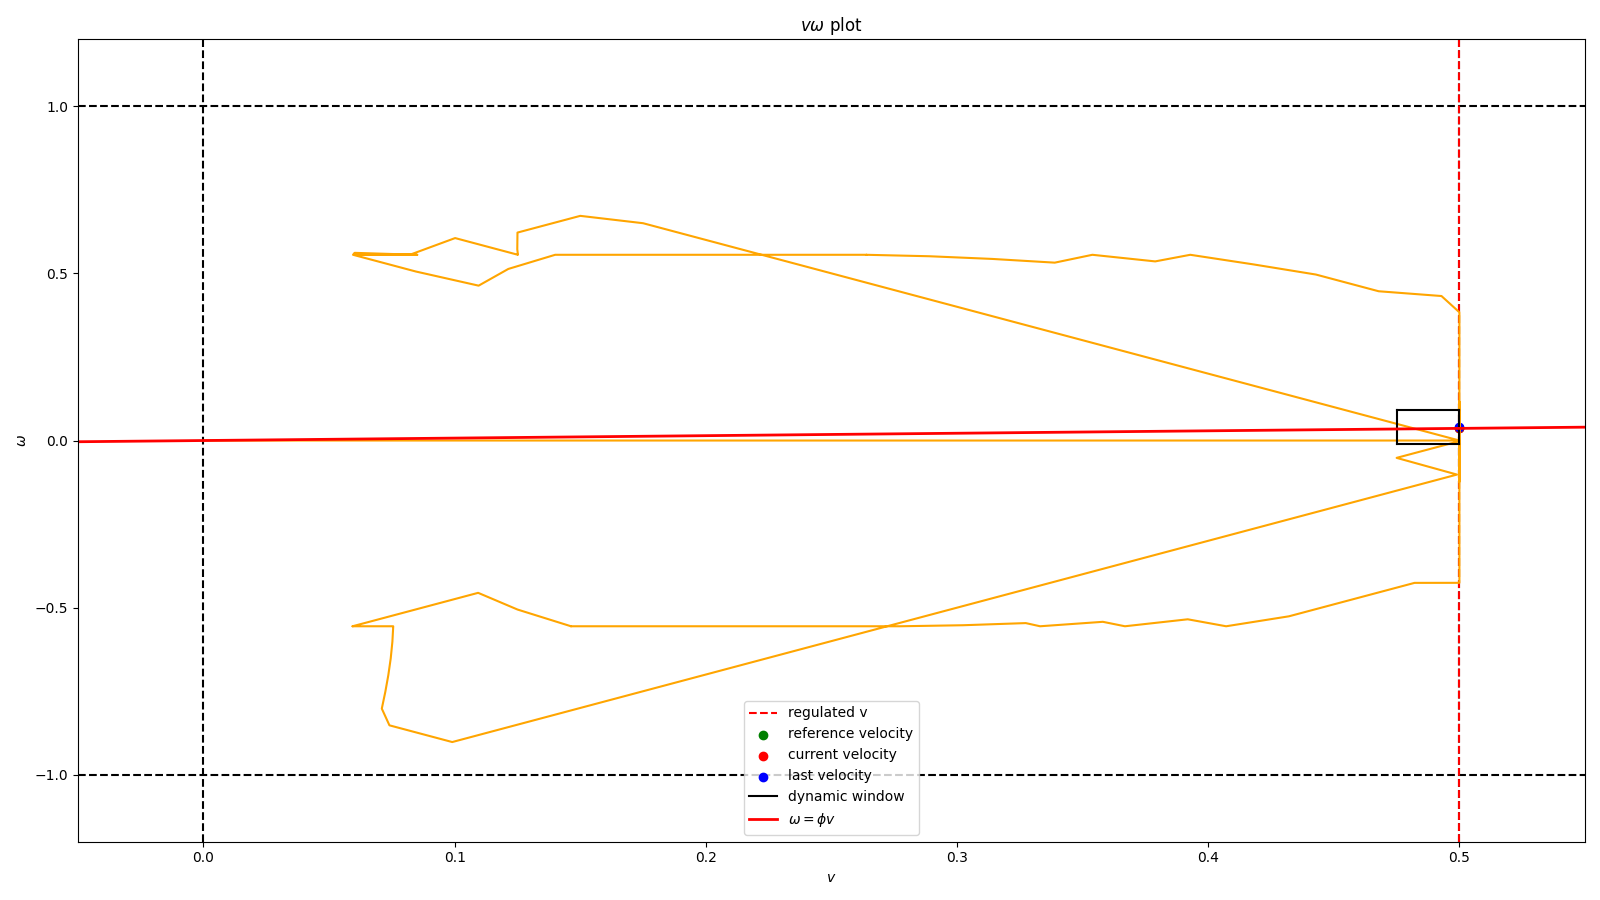 vω plot
ω
1.0
0.5
0.0
−0.5
−1.0
regulated v
reference velocity
current velocity
last velocity
dynamic window
ω = ϕv
0.0 0.1 0.2 0.3 0.4 0.5
v